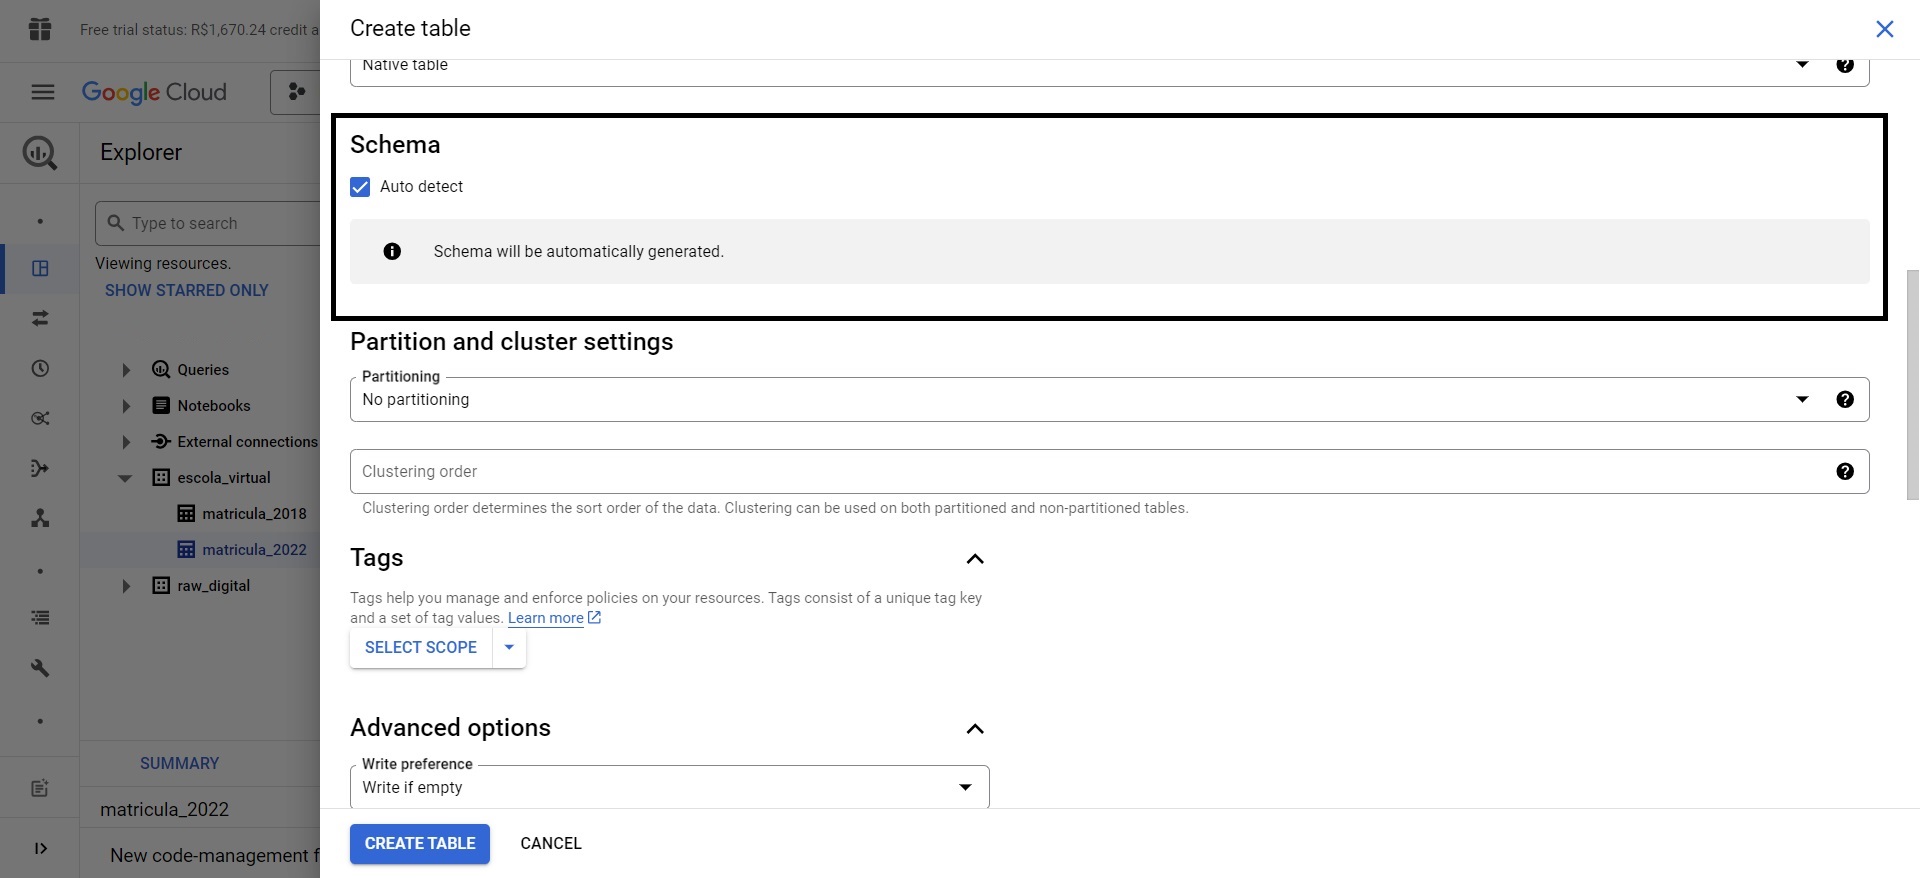 Free trial status: R$1,670.24 credit a
Google Cloud
Explorer
Type to search
Viewing resources.
SHOW STARRED ONLY
Queries
Notebooks
External connections
escola_virtual
matricula_2018
matricula_2022
raw_digital
SUMMARY
matricula_2022
New code-management f
Create table
Native table
Schema
Auto detect
Schema will be automatically generated.
Partition and cluster settings
Partitioning
No partitioning
Clustering order
Clustering order determines the sort order of the data. Clustering can be used on both partitioned and non-partitioned tables.
Tags
Tags help you manage and enforce policies on your resources. Tags consist of a unique tag key
and a set of tag values. Learn more
SELECT SCOPE
Advanced options
Write preference
Write if empty
CREATE TABLE
CANCEL